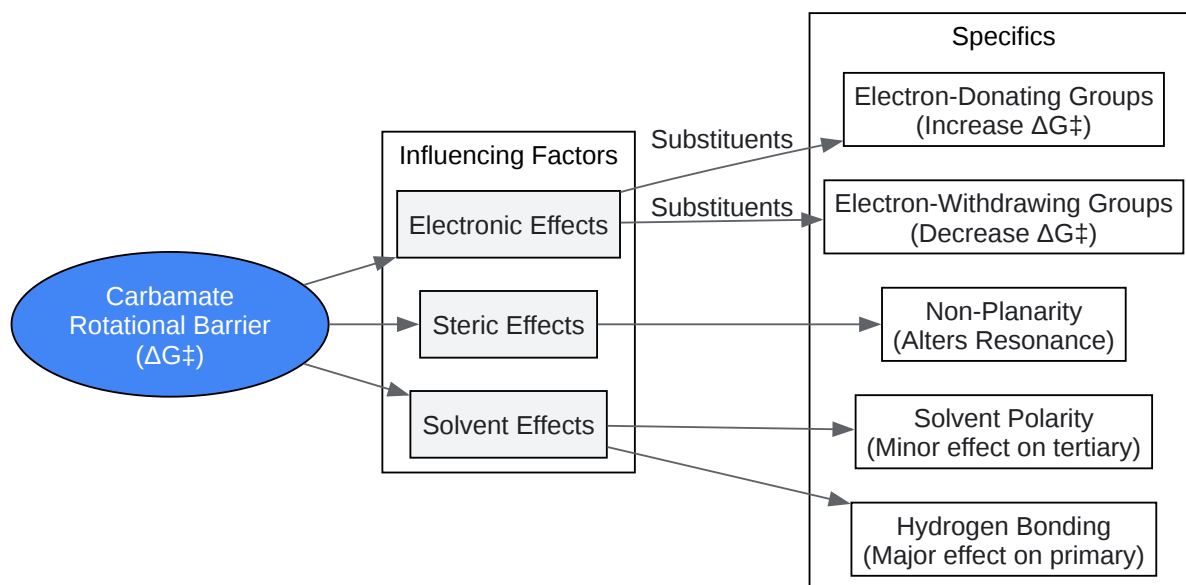 Specifics
Electron-Donating Groups
(Increase ΔG‡)
Substituents
Influencing Factors
Substituents
Electron-Withdrawing Groups
(Decrease ΔG‡)
Electronic Effects
Carbamate
Rotational Barrier
(ΔG‡)
Steric Effects
Non-Planarity
(Alters Resonance)
Solvent Effects
Solvent Polarity
(Minor effect on tertiary)
Hydrogen Bonding
(Major effect on primary)